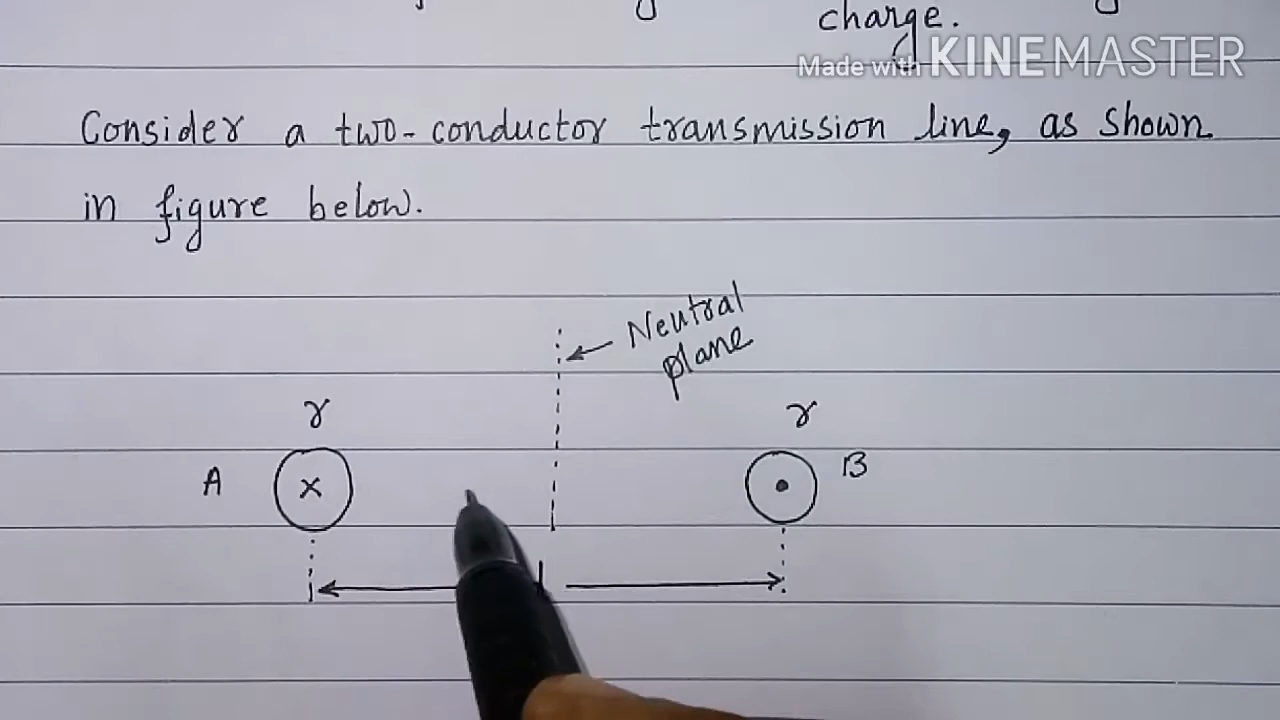 charge.
Made with KINEMASTER
Consider a two-conductor transmission line, as shown
in figure below.
Neutral
plane
r r
A x B